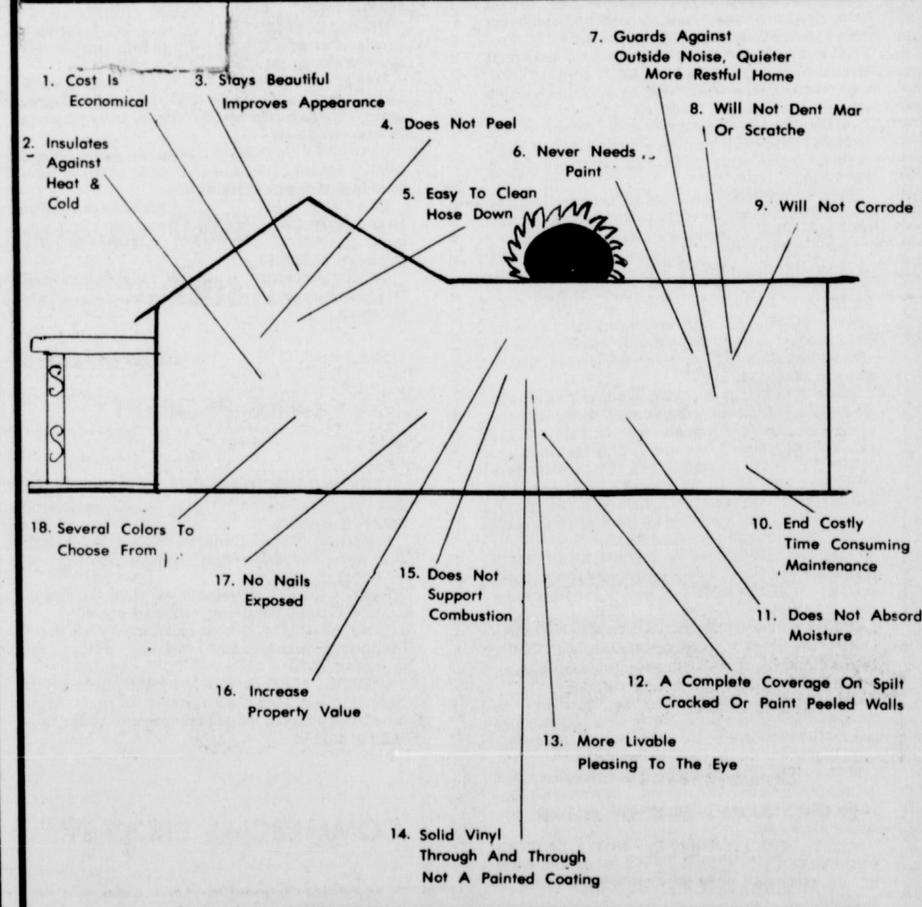 1. Cost Is
Economical
2. Insulates
Against
Heat &
Cold
3. Stays Beautiful
Improves Appearance
4. Does Not Peel
5. Easy To Clean
Hose Down
6. Never Needs
Paint
7. Guards Against
Outside Noise, Quieter
More Restful Home
8. Will Not Dent Mar
Or Scratche
9. Will Not Corrode
10. End Costly
Time Consuming
Maintenance
11. Does Not Absord
Moisture
12. A Complete Coverage On Spilt
Cracked Or Paint Peeled Walls
13. More Livable
Pleasing To The Eye
14. Solid Vinyl
Through And Through
Not A Painted Coating
15. Does Not
Support
Combustion
16. Increase
Property Value
17. No Nails
Exposed
18. Several Colors To
Choose From